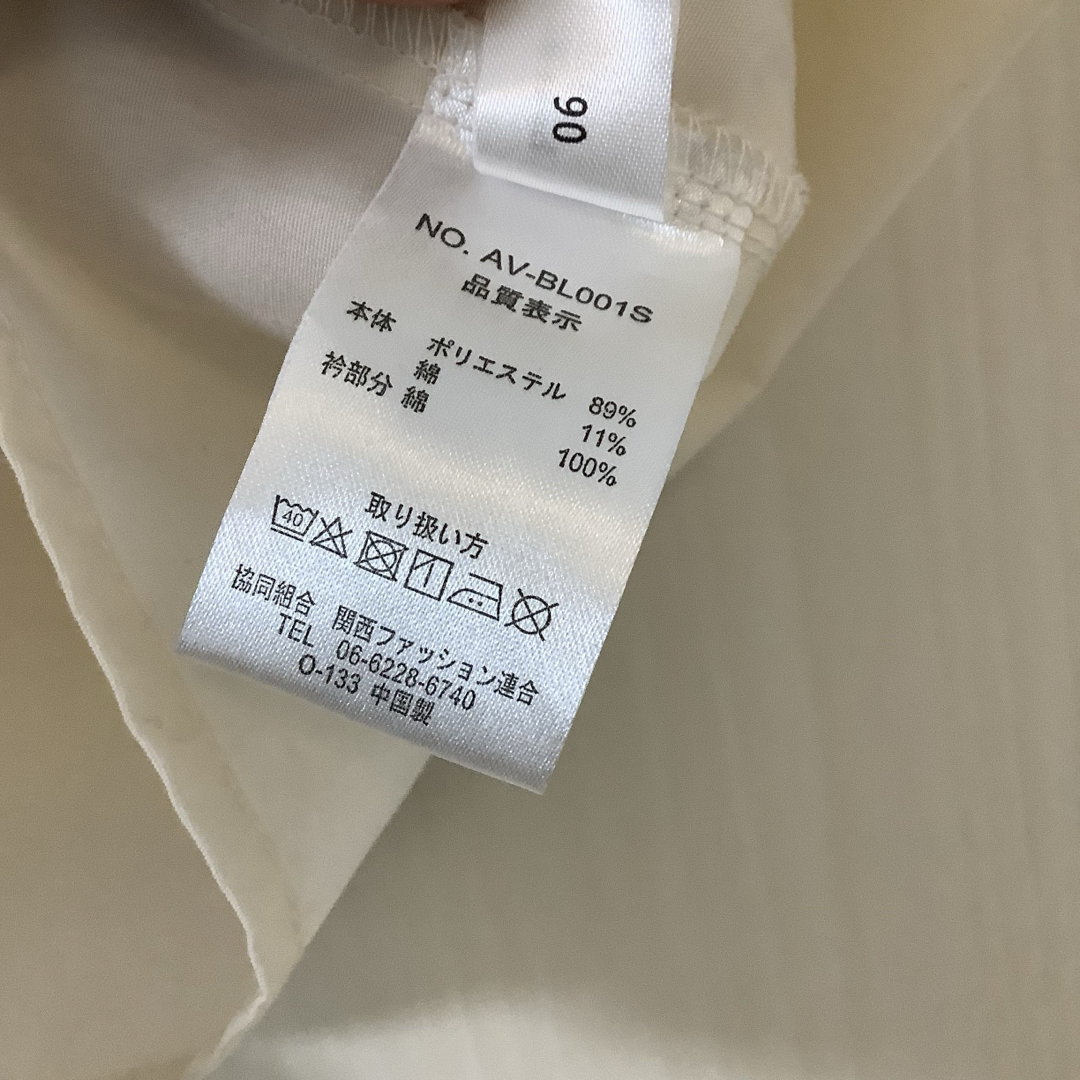 90
NO. AV-BL001S
品質表示
本体 ポリエステル 89%
綿 11%
衿部分 綿 100%
取り扱い方
40
協同組合 関西ファッション連合
TEL 06-6228-6740
O-133 中国製